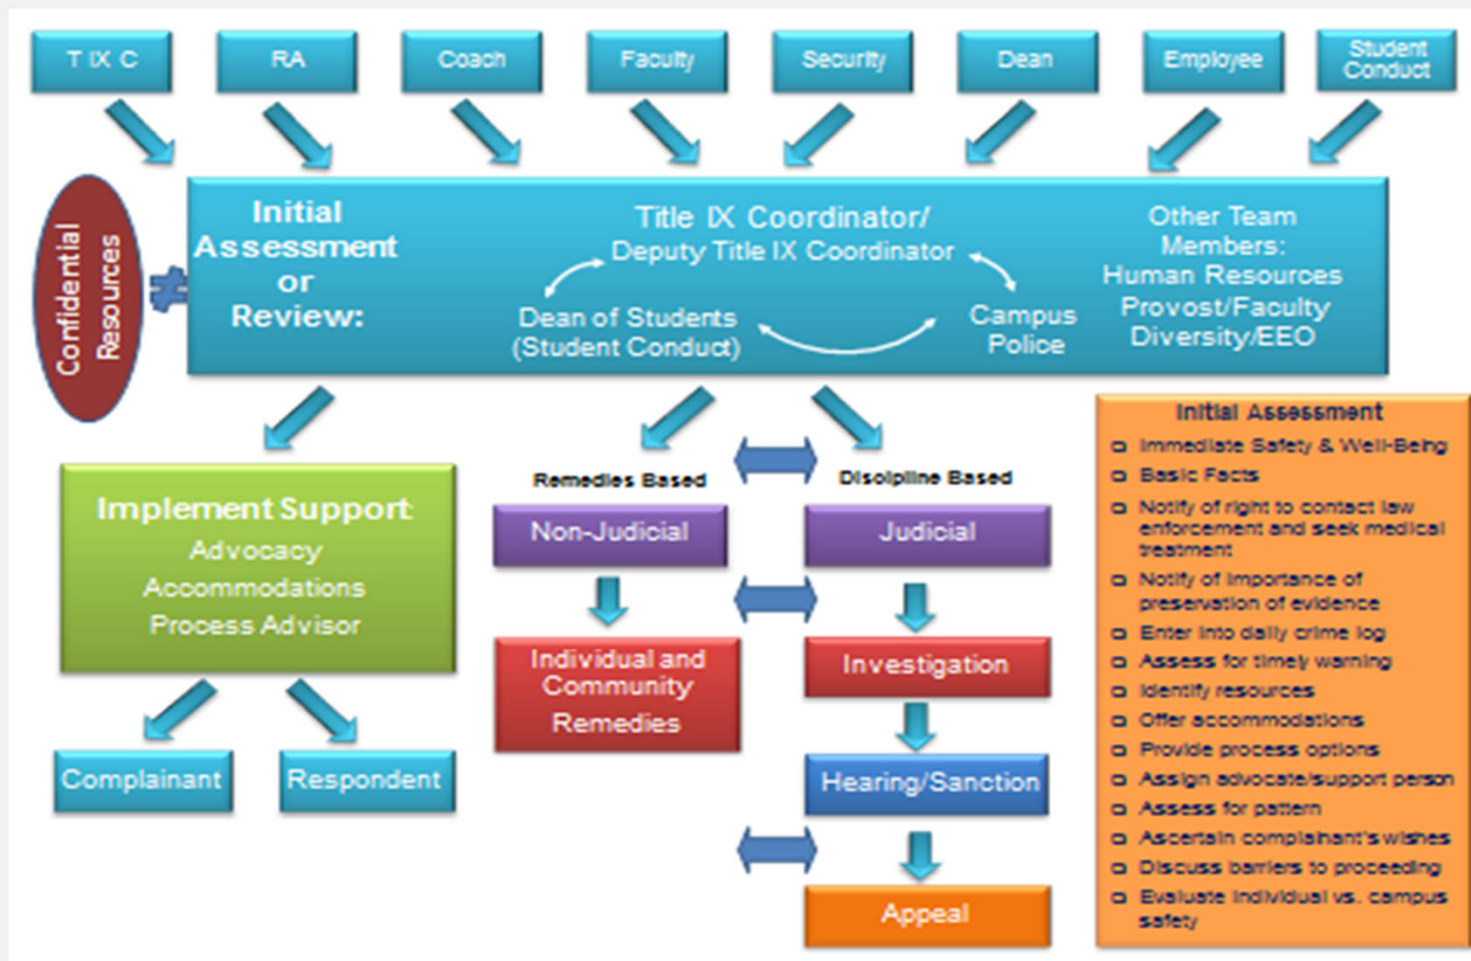 T IX C
RA
Coach
Faculty
Security
Dean
Employee
Student
Conduct
Confidential
Resources
≠
Initial
Assessment
or
Review:
Title IX Coordinator/
Deputy Title IX Coordinator
Dean of Students
(Student Conduct)
Campus
Police
Other Team
Members:
Human Resources
Provost/Faculty
Diversity/EEO
Implement Support:
Advocacy
Accommodations
Process Advisor
Complainant
Respondent
Remedies Based
Non-Judicial
Individual and
Community
Remedies
Discipline Based
Judicial
Investigation
Hearing/Sanction
Appeal
Initial Assessment
Immediate Safety & Well-Being
Basic Facts
Notify of right to contact law
enforcement and seek medical
treatment
Notify of importance of
preservation of evidence
Enter into daily crime log
Assess for timely warning
Identify resources
Offer accommodations
Provide process options
Assign advocate/support person
Assess for pattern
Ascertain complainant's wishes
Discuss barriers to proceeding
Evaluate individual vs. campus
safety